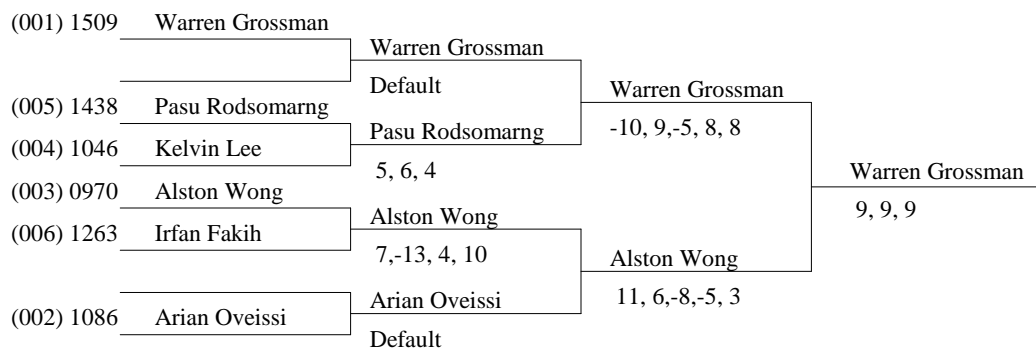 (001) 1509 Warren Grossman
Warren Grossman
Default
Warren Grossman
(005) 1438 Pasu Rodsomarng
-10, 9,-5, 8, 8
Pasu Rodsomarng
(004) 1046 Kelvin Lee
5, 6, 4
Warren Grossman
(003) 0970 Alston Wong
9, 9, 9
Alston Wong
(006) 1263 Irfan Fakih
7,-13, 4, 10
Alston Wong
11, 6,-8,-5, 3
Arian Oveissi
(002) 1086 Arian Oveissi
Default